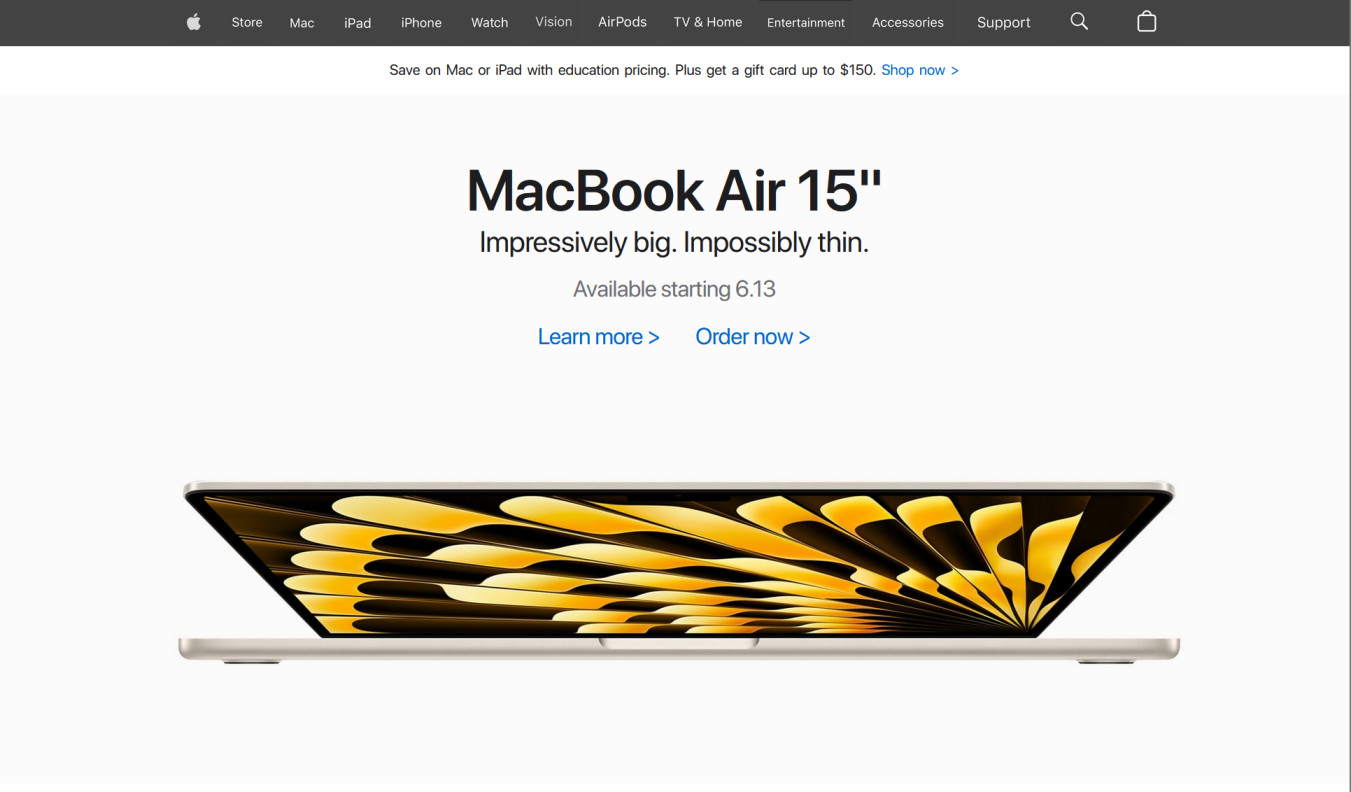 Store Mac iPad iPhone Watch Vision AirPods TV & Home Entertainment Accessories Support
Save on Mac or iPad with education pricing. Plus get a gift card up to $150. Shop now >
MacBook Air 15"
Impressively big. Impossibly thin.
Available starting 6.13
Learn more > Order now >